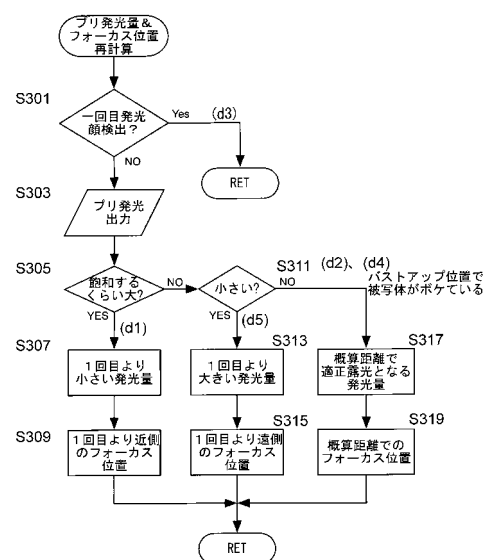 プリ発光量＆
フォーカス位置
再計算
S301
一回目発光
顔検出？
Yes
(d3)
NO
RET
S303
プリ発光
出力
S305
飽和する
くらい大?
NO
YES
(d1)
S311
小さい?
NO
(d2)、(d4)
バストアップ位置で
被写体がボケている
YES
(d5)
S307
1回目より
小さい発光量
S313
1回目より
大きい発光量
S317
概算距離で
適正露光となる
発光量
S309
1回目より近側
のフォーカス
位置
S315
1回目より遠側
のフォーカス
位置
S319
概算距離での
フォーカス位置
RET